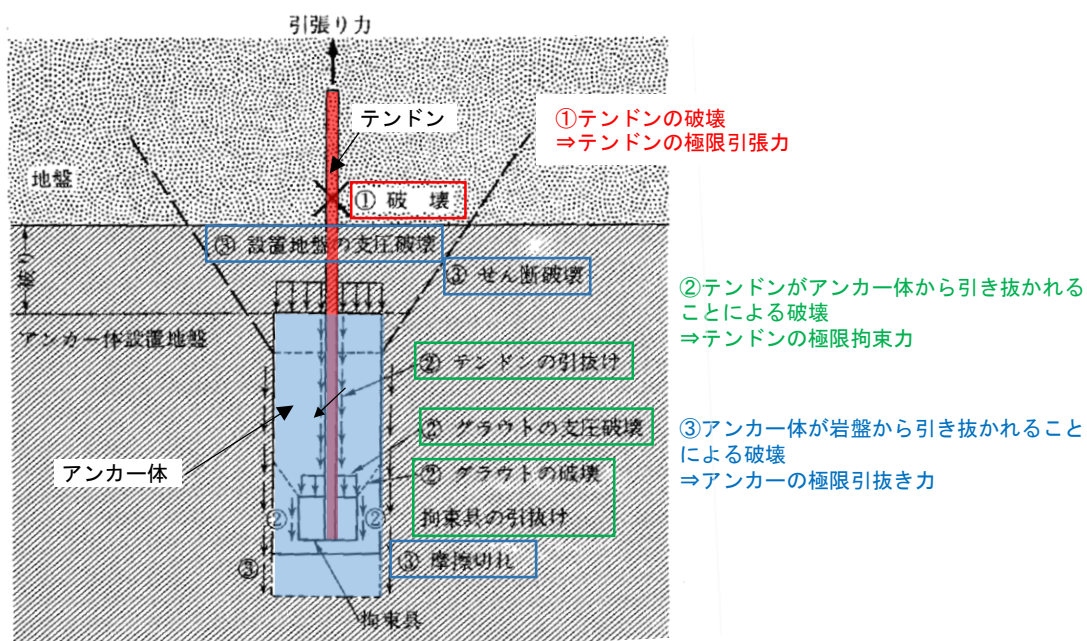 引張り力
テンドン
①テンドンの破壊
⇒テンドンの極限引張力
地盤
① 破 壊
③ 設置地盤の支圧破壊
③ せん断破壊
被り
アンカー体設置地盤
②テンドンがアンカー体から引き抜かれる
ことによる破壊
⇒テンドンの極限拘束力
② テンドンの引抜け
② グラウトの支圧破壊
③アンカー体が岩盤から引き抜かれること
による破壊
⇒アンカーの極限引抜き力
アンカー体
② グラウトの破壊
拘束具の引抜け
②
②
③ 摩擦切れ
③
拘束具